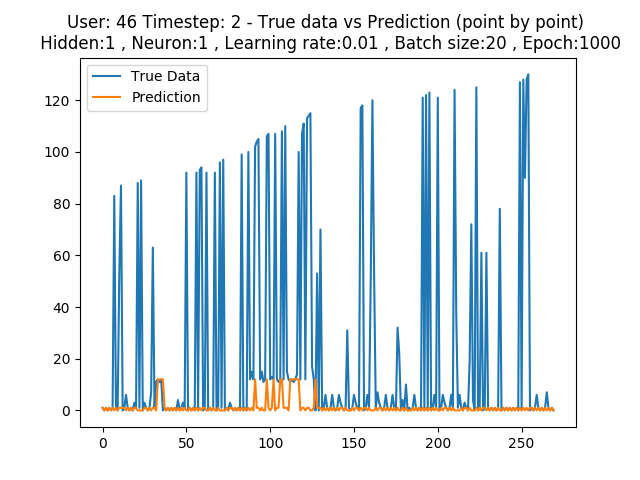 User: 46 Timestep: 2 - True data vs Prediction (point by point)
Hidden:1 , Neuron:1 , Learning rate:0.01 , Batch size:20 , Epoch:1000
True Data
Prediction
120
100
80
60
40
20
0
0 50 100 150 200 250